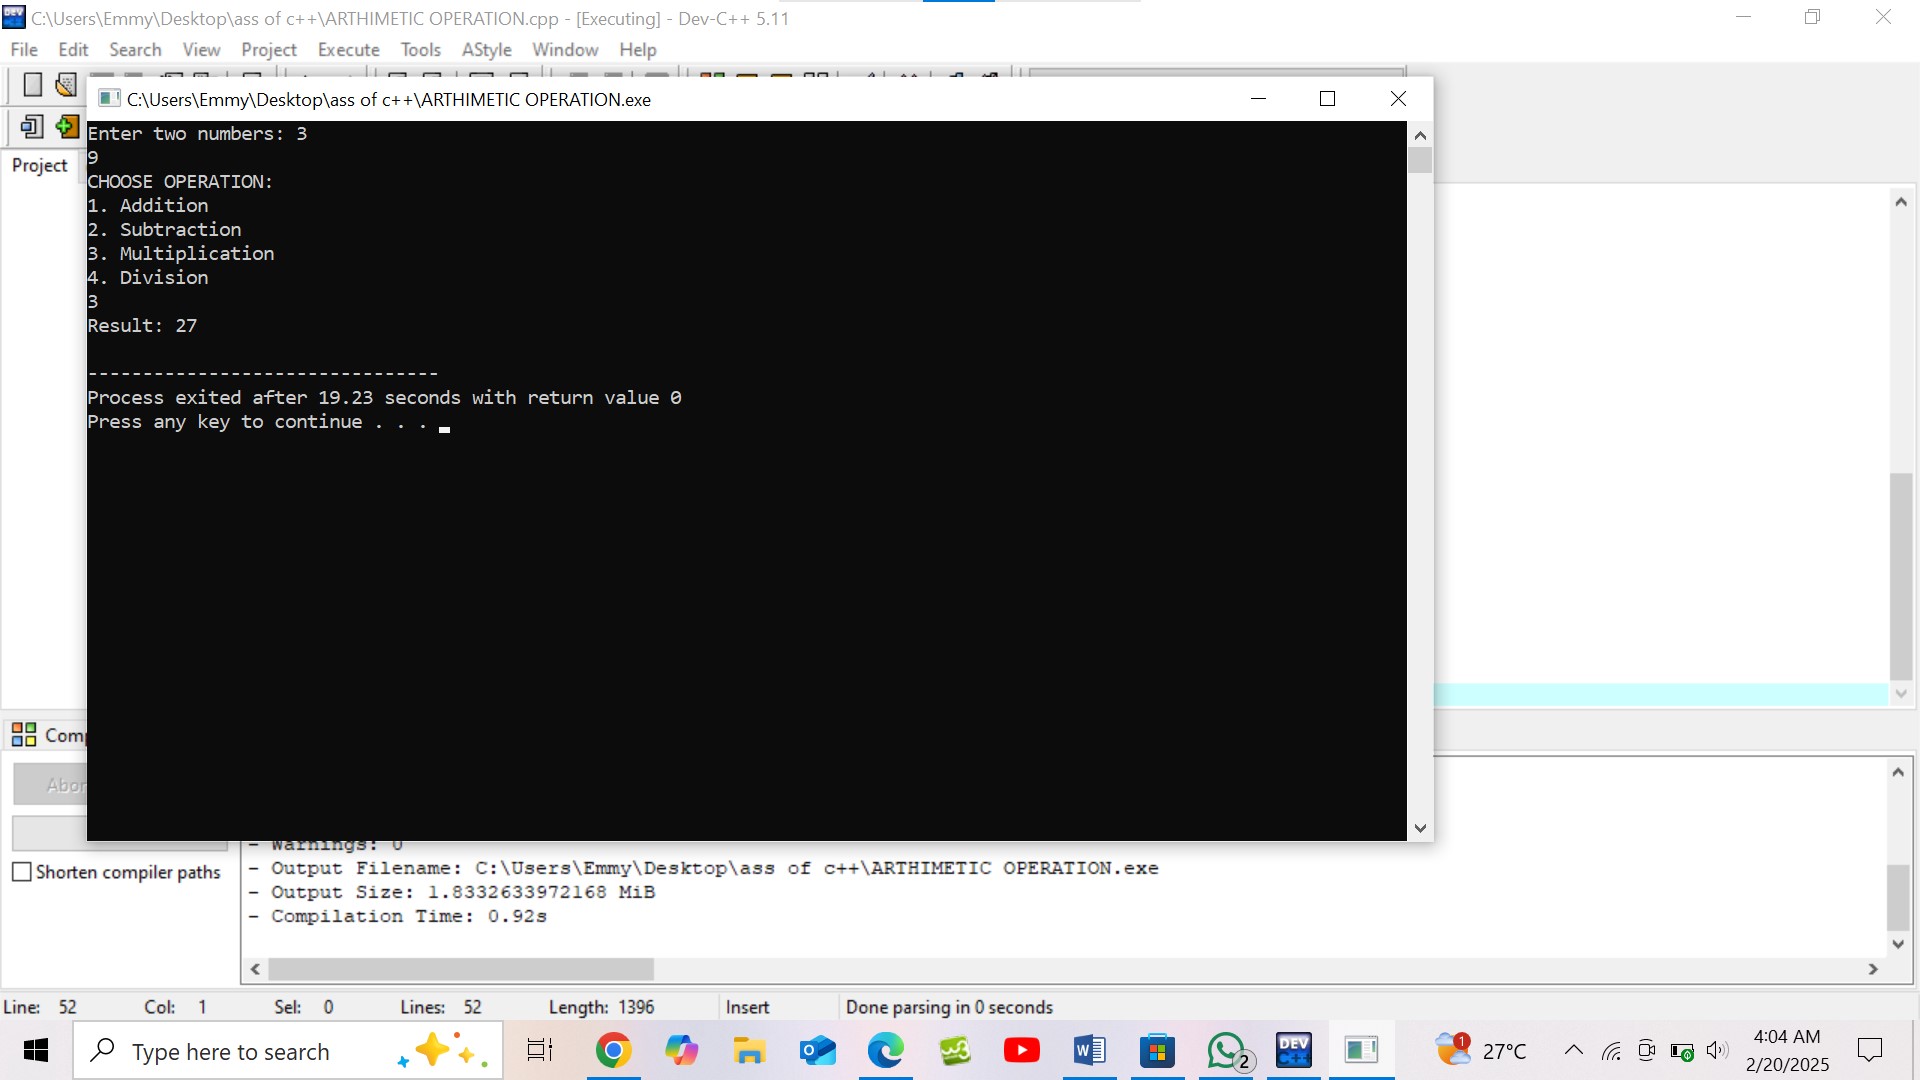 C:\Users\Emmy\Desktop\ass of c++\ARTHIMETIC OPERATION.cpp - [Executing] - Dev-C++ 5.11
File Edit Search View Project Execute Tools AStyle Window Help
C:\Users\Emmy\Desktop\ass of c++\ARTHIMETIC OPERATION.exe
Enter two numbers: 3
9
CHOOSE OPERATION:
1. Addition
2. Subtraction
3. Multiplication
4. Division
3
Result: 27
--------------------------------
Process exited after 19.23 seconds with return value 0
Press any key to continue . . .
Project
Comp
Abor
Shorten compiler paths
- Warnings: 0
- Output Filename: C:\Users\Emmy\Desktop\ass of c++\ARTHIMETIC OPERATION.exe
- Output Size: 1.8332633972168 MiB
- Compilation Time: 0.92s
Line: 52 Col: 1 Sel: 0 Lines: 52 Length: 1396 Insert Done parsing in 0 seconds
Type here to search
DEV C++
2
1
27°C
4:04 AM
2/20/2025